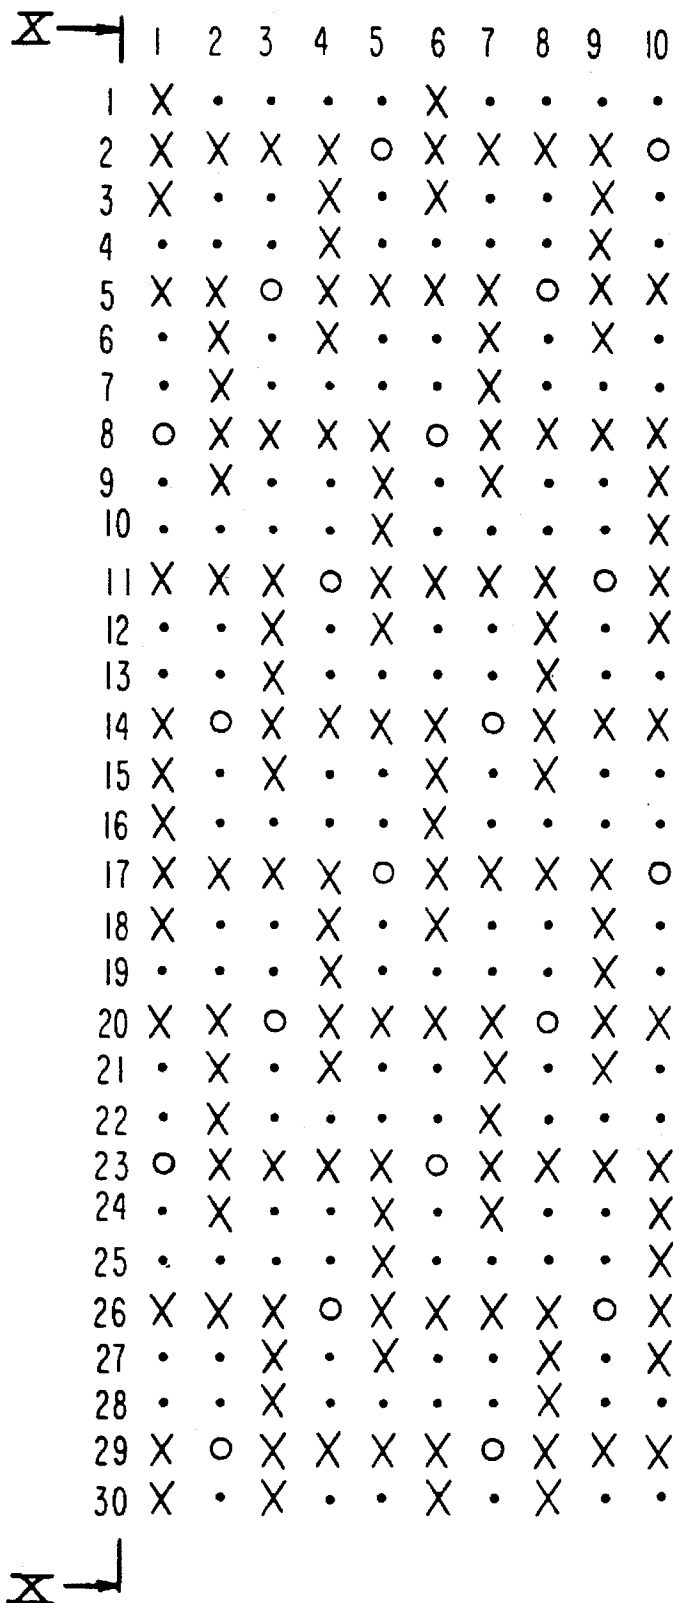 X 1 2 3 4 5 6 7 8 9 10
1 X • • • • X • • • •
2 X X X X O X X X X O
3 X • • X • X • • X •
4 • • • X • • • • X •
5 X X O X X X X O X X
6 • X • X • • X • X •
7 • X • • • • X • • •
8 O X X X X O X X X X
9 • X • • X • X • • X
10 • • • • X • • • • X
11 X X X O X X X X O X
12 • • X • X • • X • X
13 • • X • • • • X • •
14 X O X X X X O X X X
15 X • X • • X • X • •
16 X • • • • X • • • •
17 X X X X O X X X X O
18 X • • X • X • • X •
19 • • • X • • • • X •
20 X X O X X X X O X X
21 • X • X • • X • X •
22 • X • • • • X • • •
23 O X X X X O X X X X
24 • X • • X • X • • X
25 • • • • X • • • • X
26 X X X O X X X X O X
27 • • X • X • • X • X
28 • • X • • • • X • •
29 X O X X X X O X X X
30 X • X • • X • X • •
X